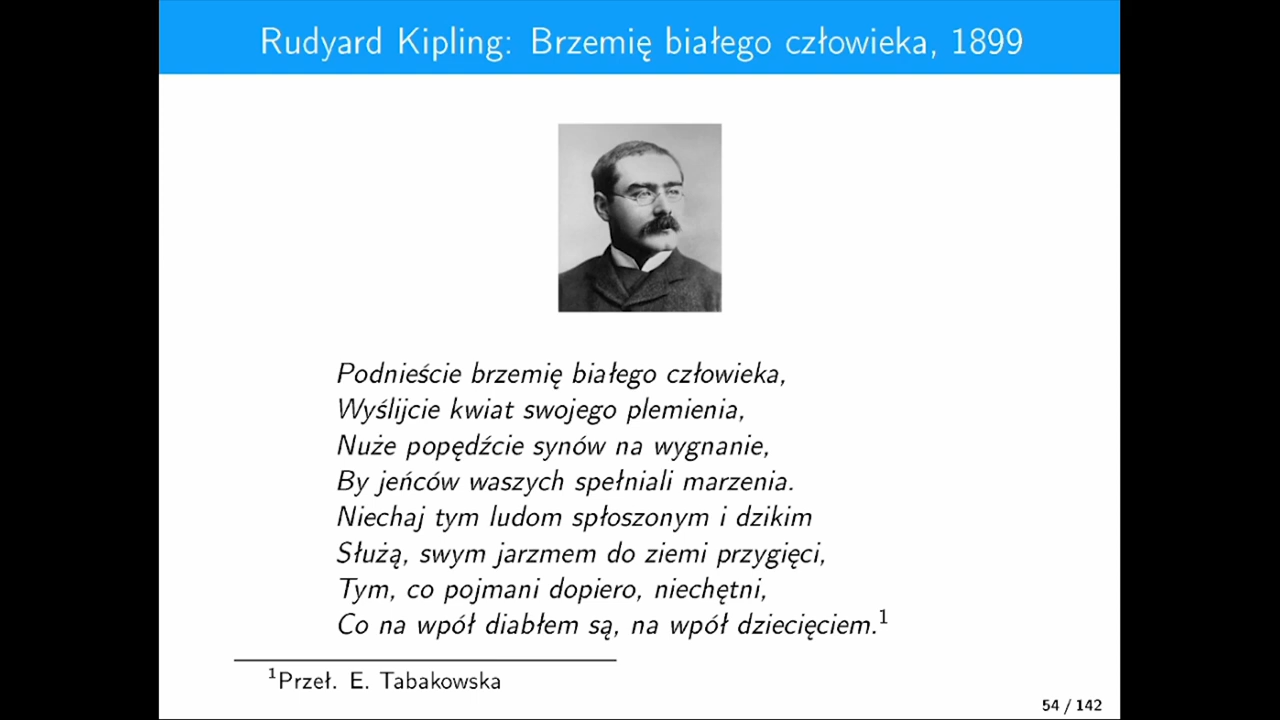 Rudyard Kipling: Brzemię białego człowieka, 1899
Podnieście brzemię białego człowieka,
Wyślijcie kwiat swojego plemienia,
Nuże popędźcie synów na wygnanie,
By jeńców waszych spełniali marzenia.
Niechaj tym ludom spłoszonym i dzikim
Służą, swym jarzmem do ziemi przygięci,
Tym, co pojmani dopiero, niechętni,
Co na wpół diabłem są, na wpół dziecięciem.¹
¹Przeł. E. Tabakowska
54 / 142